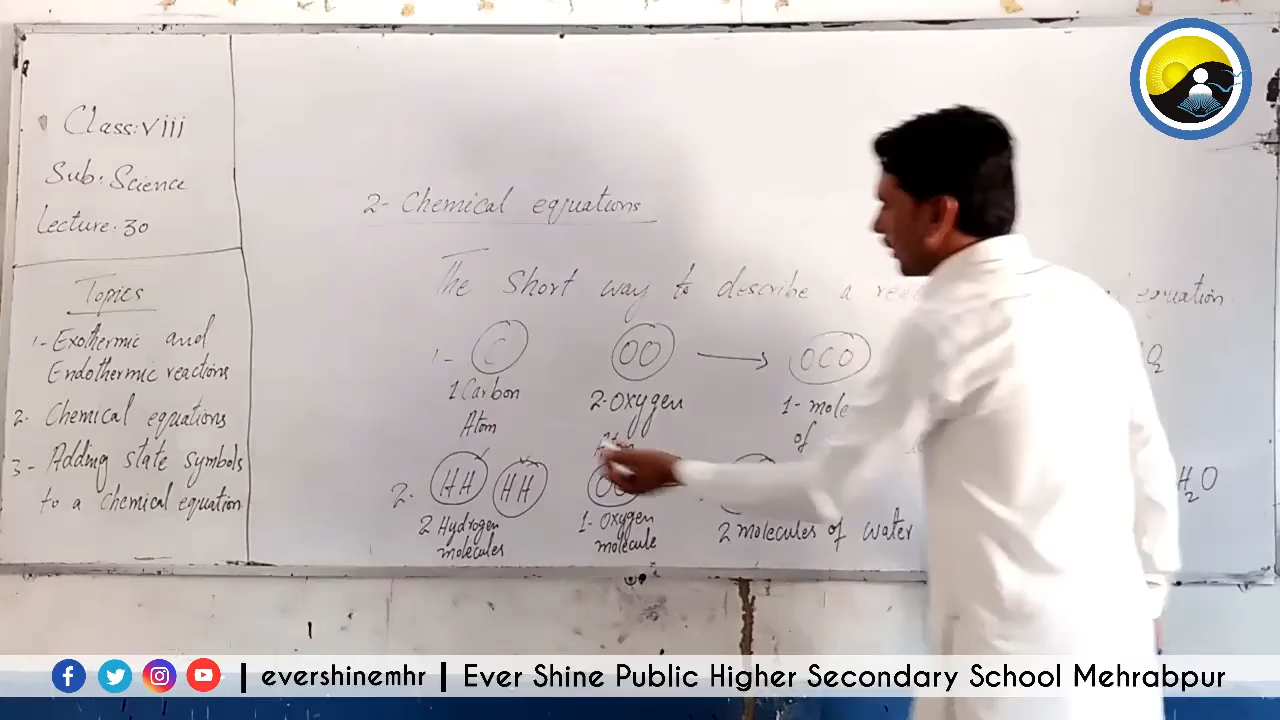 Class: viii
Sub: Science
Lecture: 30
Topics
1- Exothermic and
Endothermic reactions
2- Chemical equations
3- Adding state symbols
to a chemical equation
2- Chemical equations
The short way to describe a equation
1- C OO → OCO
1 Carbon 2-Oxygen 1- mole
Atom of
2. HH HH
H₂O
2 Hydrogen 1- Oxygen 2 molecules of water
molecules molecule
| evershinemhr | Ever Shine Public Higher Secondary School Mehrabpur